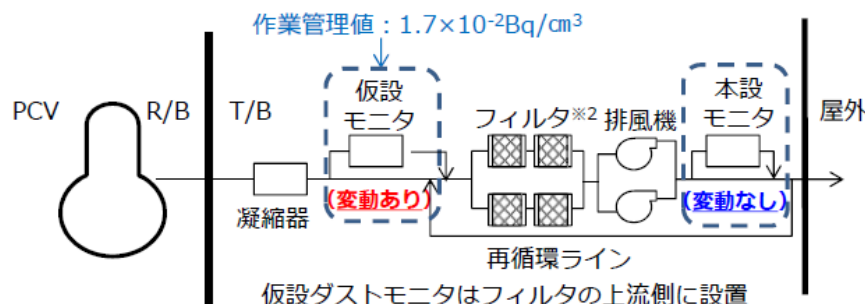 作業管理値：1.7×10⁻²Bq/cm³
PCV R/B T/B 仮設モニタ フィルタ※2 排風機 本設モニタ 屋外
凝縮器 (変動あり) (変動なし)
再循環ライン
仮設ダストモニタはフィルタの上流側に設置